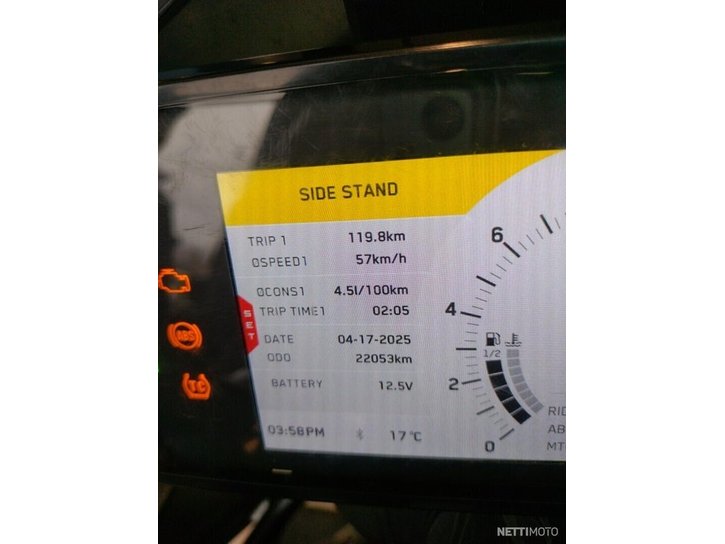 SIDE STAND
TRIP 1 119.8km
ØSPEED1 57km/h
ØCONS1 4.5l/100km
TRIP TIME1 02:05
SET
DATE 04-17-2025
ODO 22053km
BATTERY 12.5V
03:58PM 17°C
6
4
2
0
1/2
ABS
TC
RID
AB
MT
NETTIMOTO